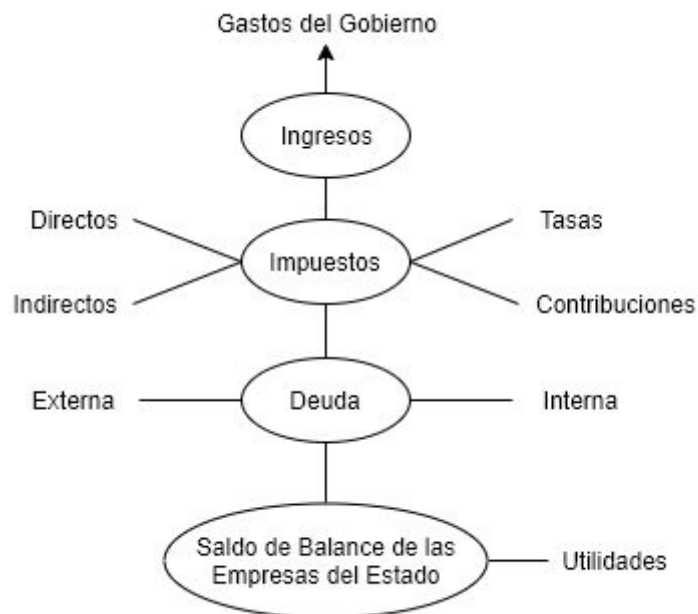 Gastos del Gobierno
Ingresos
Directos
Tasas
Impuestos
Indirectos
Contribuciones
Externa
Deuda
Interna
Saldo de Balance de las
Empresas del Estado
Utilidades